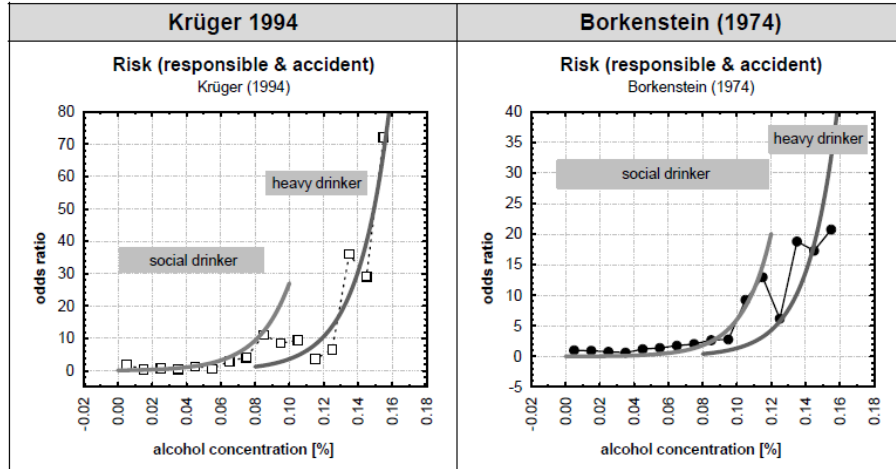 Krüger 1994
Borkenstein (1974)
Risk (responsible & accident)
Krüger (1994)
80
70
60
50
40
30
20
10
0
odds ratio
heavy drinker
social drinker
-0.02
0.00
0.02
0.04
0.06
0.08
0.10
0.12
0.14
0.16
0.18
alcohol concentration [%]
Risk (responsible & accident)
Borkenstein (1974)
40
35
30
25
20
15
10
5
0
-5
odds ratio
heavy drinker
social drinker
-0.02
0.00
0.02
0.04
0.06
0.08
0.10
0.12
0.14
0.16
0.18
alcohol concentration [%]